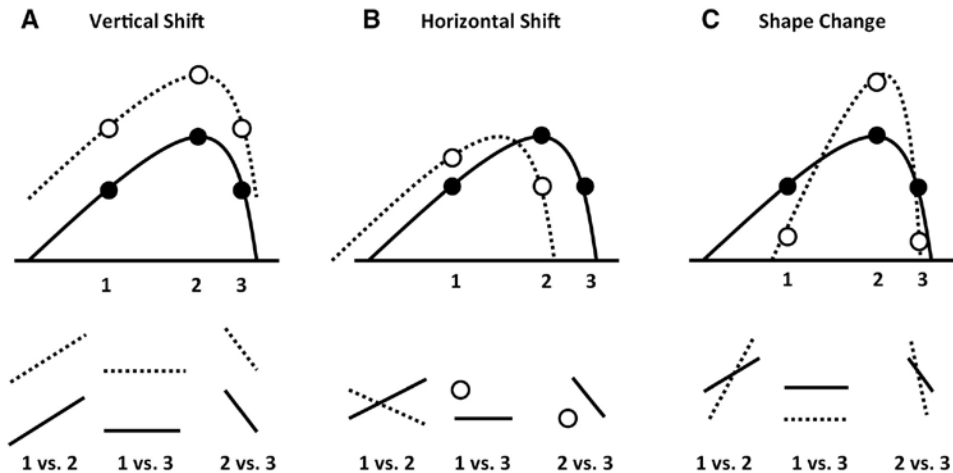 A Vertical Shift
B Horizontal Shift
C Shape Change
1 2 3
1 2 3
1 2 3
1 vs. 2 1 vs. 3 2 vs. 3
1 vs. 2 1 vs. 3 2 vs. 3
1 vs. 2 1 vs. 3 2 vs. 3